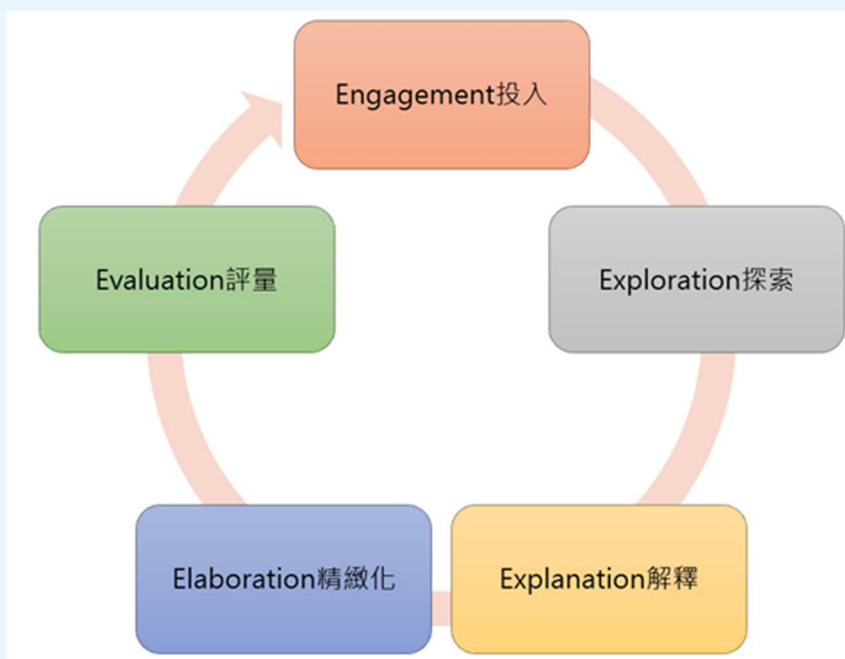 Engagement投入
Exploration探索
Explanation解釋
Elaboration精緻化
Evaluation評量